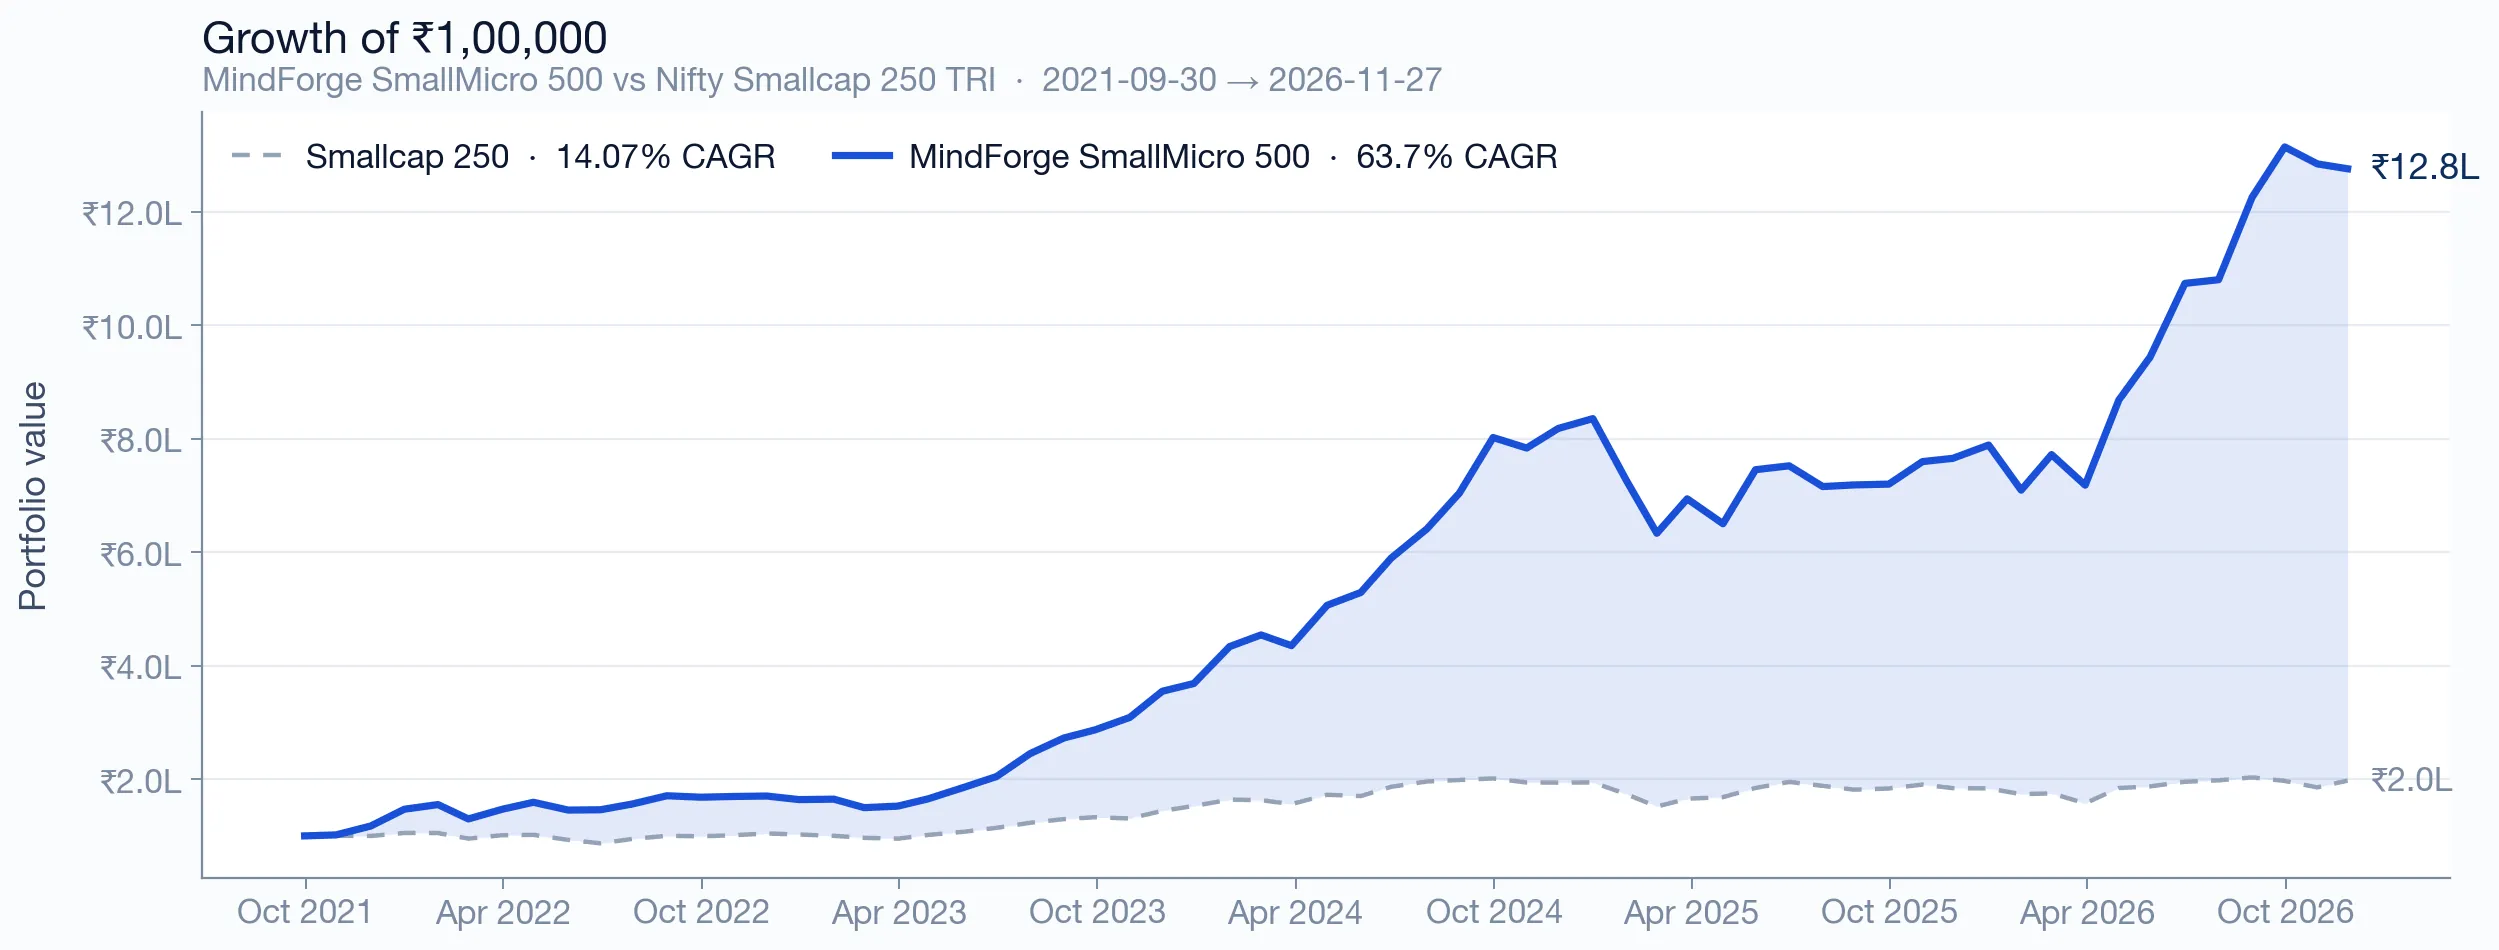 Growth of ₹1,00,000
MindForge SmallMicro 500 vs Nifty Smallcap 250 TRI · 2021-09-30 → 2026-11-27
Smallcap 250 · 14.07% CAGR
MindForge SmallMicro 500 · 63.7% CAGR
₹12.8L
₹12.0L
₹10.0L
₹8.0L
₹6.0L
₹4.0L
₹2.0L
₹2.0L
Portfolio value
Oct 2021
Apr 2022
Oct 2022
Apr 2023
Oct 2023
Apr 2024
Oct 2024
Apr 2025
Oct 2025
Apr 2026
Oct 2026